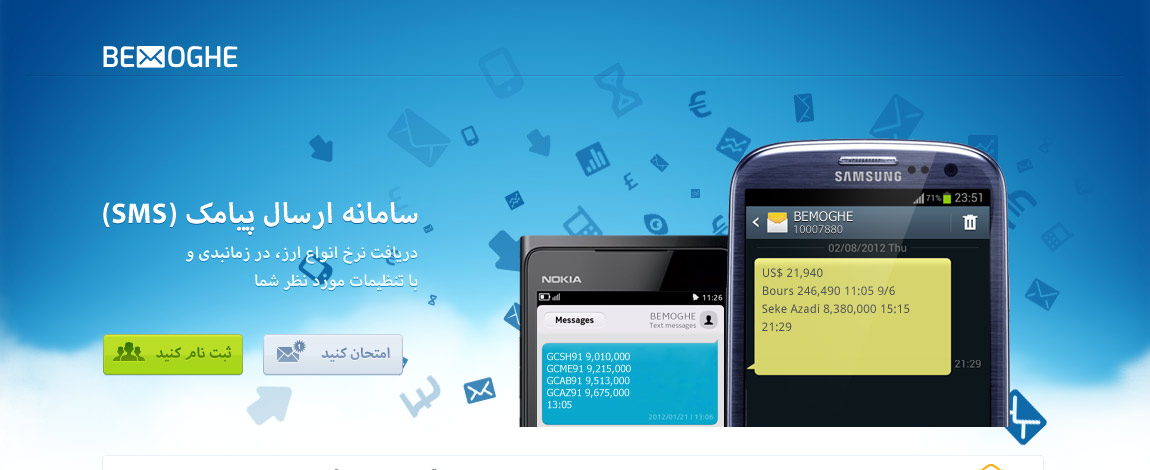 BEMOGHE
سامانه ارسال پیامک (SMS)
دریافت نرخ انواع ارز، در زمانبدی و
با تنظیمات مورد نظر شما
ثبت نام کنید
امتحان کنید
NOKIA
11:26
Messages
BEMOGHE
Text messages
GCSH91 9,010,000
GCME91 9,215,000
GCAB91 9,513,000
GCAZ91 9,675,000
13:05
2012/01/21 | 13:06
SAMSUNG
71% 23:51
BEMOGHE
10007880
02/08/2012 Thu
US$ 21,940
Bours 246,490 11:05 9/6
Seke Azadi 8,380,000 15:15
21:29
21:29